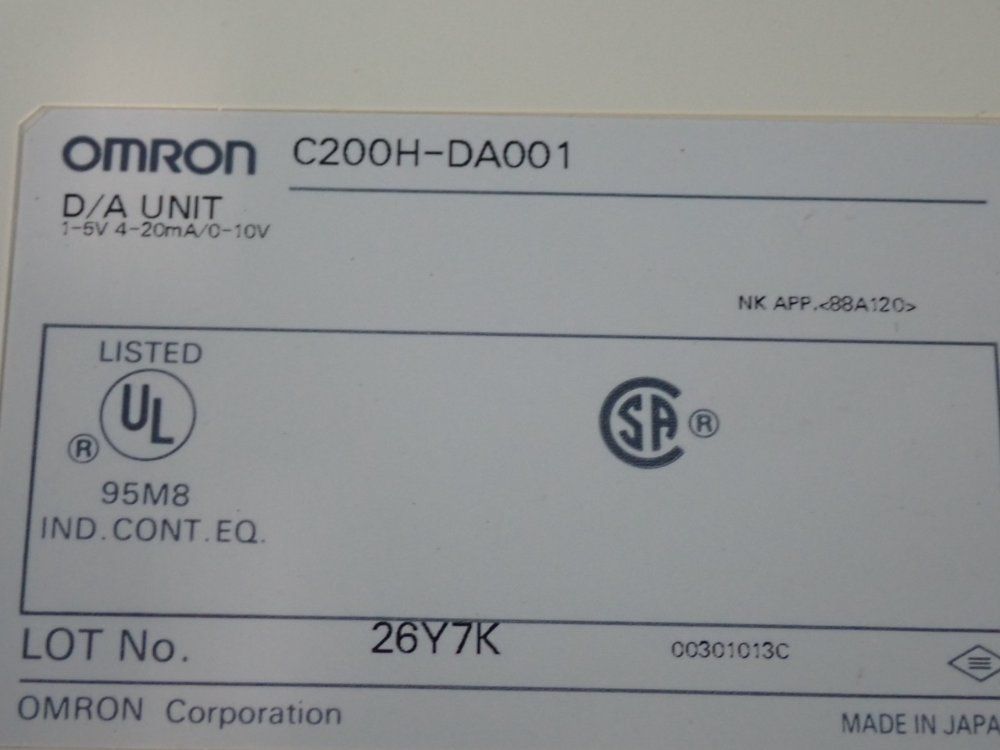 OMRON C200H-DA001
D/A UNIT
1-5V 4-20mA/0-10V
NK APP.<88A120>
LISTED
UL
®
CSA ®
95M8
IND.CONT.EQ.
LOT No. 26Y7K 00301013C
OMRON Corporation
MADE IN JAPA